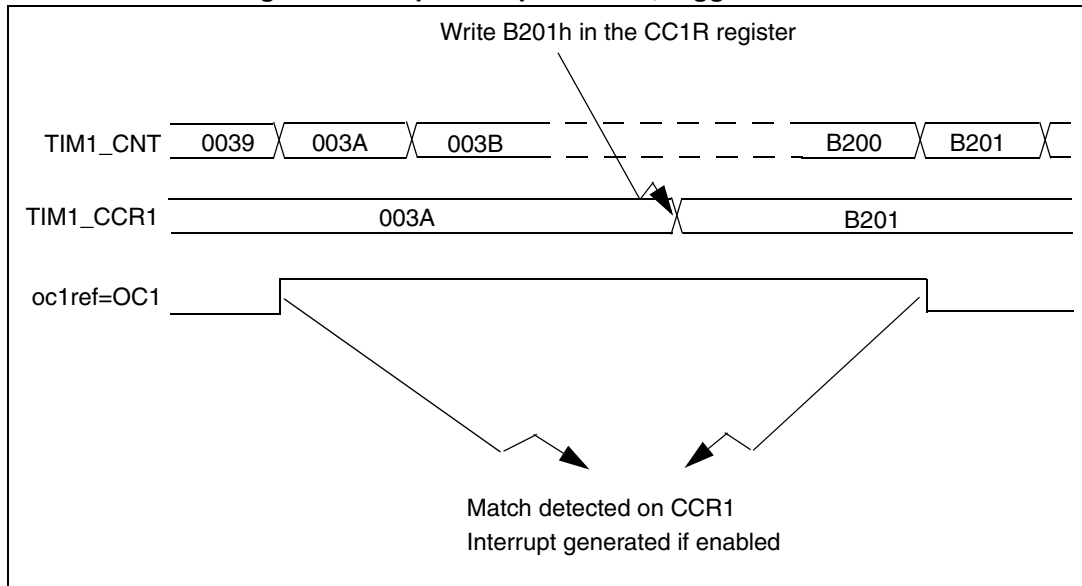 Write B201h in the CC1R register
TIM1_CNT 0039 003A 003B B200 B201
TIM1_CCR1 003A B201
oc1ref=OC1
Match detected on CCR1
Interrupt generated if enabled